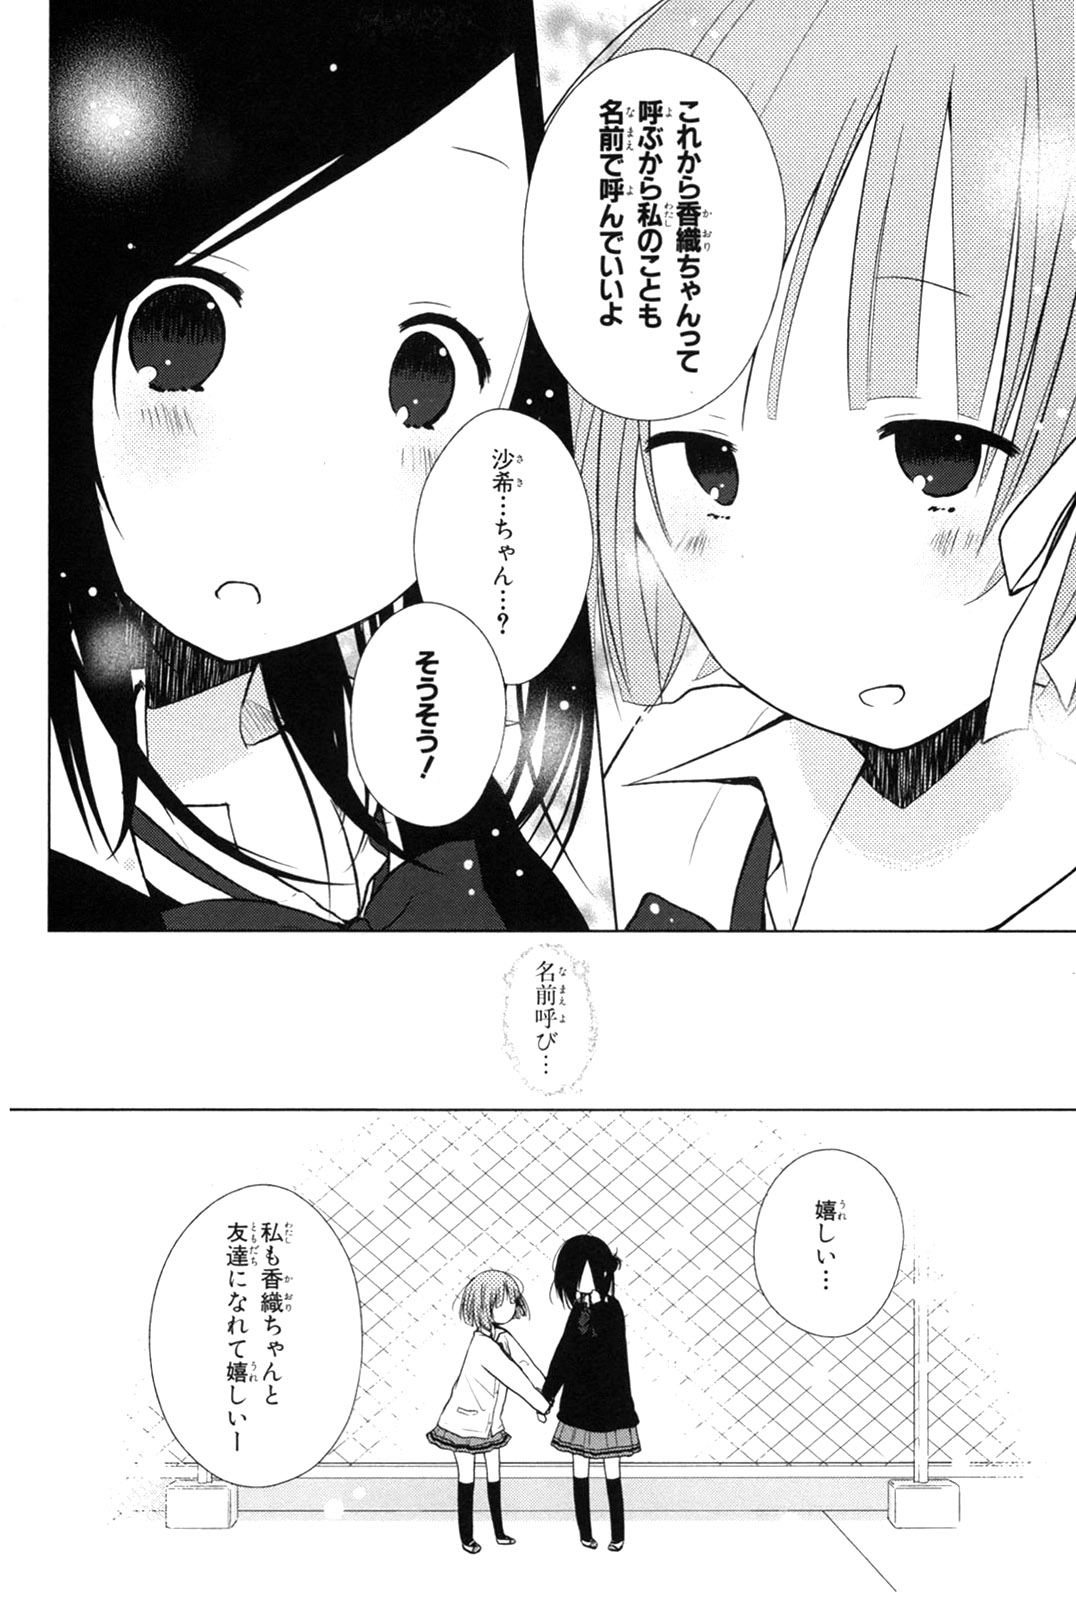 これから香織ちゃんって
呼ぶから私のことも
名前で呼んでいいよ
沙希…ちゃん…?
そうそう!
名前呼び…
嬉しい…
私も香織ちゃんと
友達になれて嬉しいー